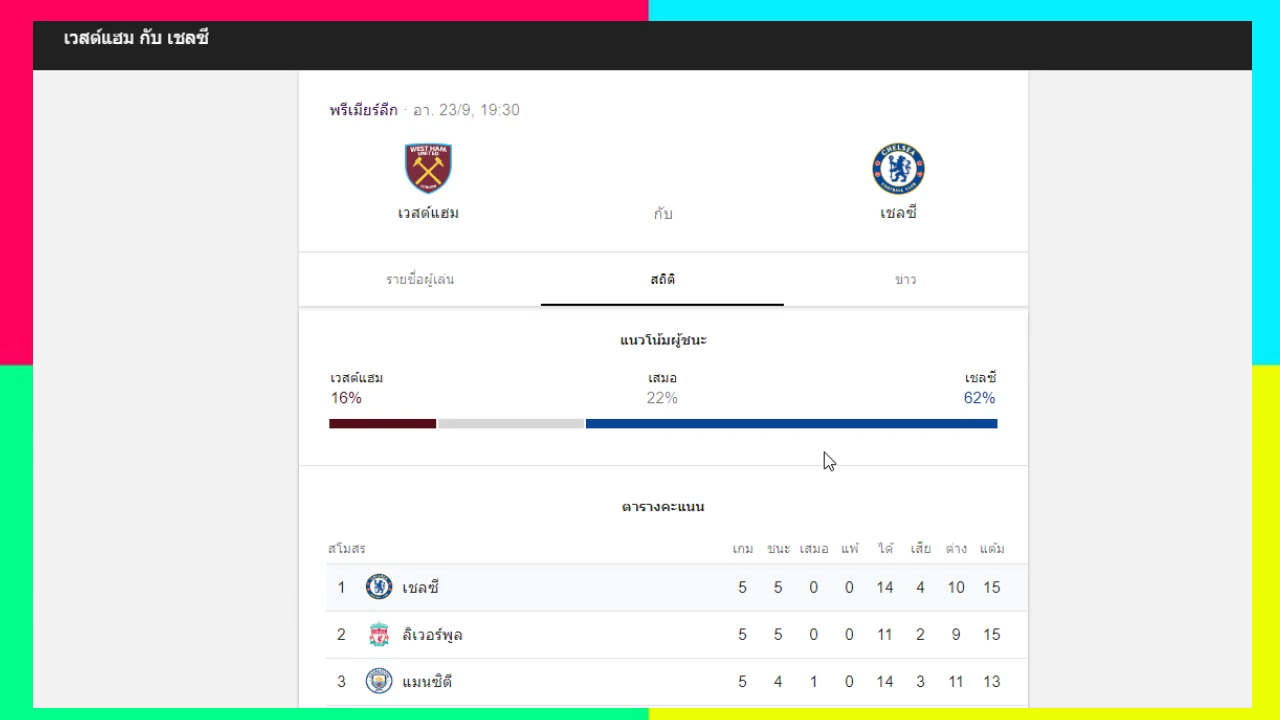 เวสต์แฮม กับ เชลซี
พรีเมียร์ลีก · อา. 23/9, 19:30
WEST HAM UNITED
CHELSEA FOOTBALL CLUB
เวสต์แฮม กับ เชลซี
รายชื่อผู้เล่น สถิติ ข่าว
แนวโน้มผู้ชนะ
เวสต์แฮม เสมอ เชลซี
16% 22% 62%
ตารางคะแนน
สโมสร เกม ชนะ เสมอ แพ้ ได้ เสีย ต่าง แต้ม
1 เชลซี 5 5 0 0 14 4 10 15
2 ลิเวอร์พูล 5 5 0 0 11 2 9 15
3 แมนซิตี 5 4 1 0 14 3 11 13